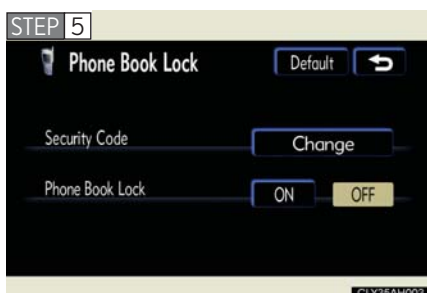 STEP 5
Phone Book Lock Default
Security Code Change
Phone Book Lock ON OFF